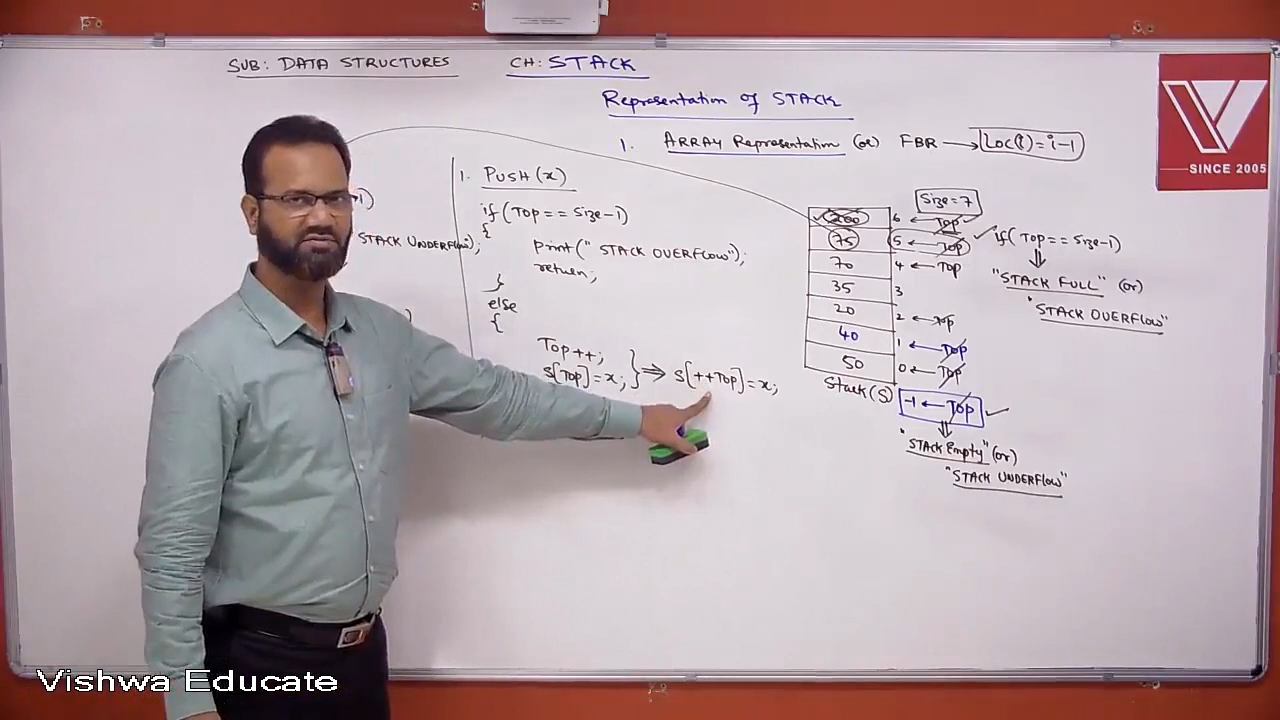 SUB: DATA STRUCTURES CH: STACK
Representation of STACK
1. ARRAY Representation (or) FBR → Loc(i) = i-1
SINCE 2005
1)
STACK UNDERFLOW");
1. PUSH(x)
if (Top == Size-1)
{
print(" STACK OVERFLOW");
return;
}
else
{
Top++;
S[Top] = x; } ⇒ S[++Top] = x;
Size = 7
200 6 ← Top
75 5 ← Top
70 4 ← Top
35 3
20 2 ← Top
40 1 ← Top
50 0 ← Top
Stack (S)
-1 ← Top
"STACK Empty" (or)
"STACK UNDERFLOW"
if( Top == Size-1)
"STACK FULL" (or)
"STACK OVERFLOW"
Vishwa Educate